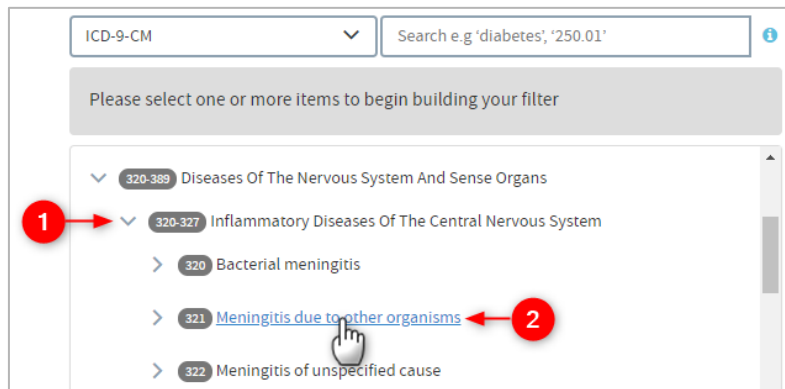 ICD-9-CM
Search e.g 'diabetes', '250.01'
Please select one or more items to begin building your filter
320-389 Diseases Of The Nervous System And Sense Organs
1
320-327 Inflammatory Diseases Of The Central Nervous System
320 Bacterial meningitis
321 Meningitis due to other organisms
2
322 Meningitis of unspecified cause